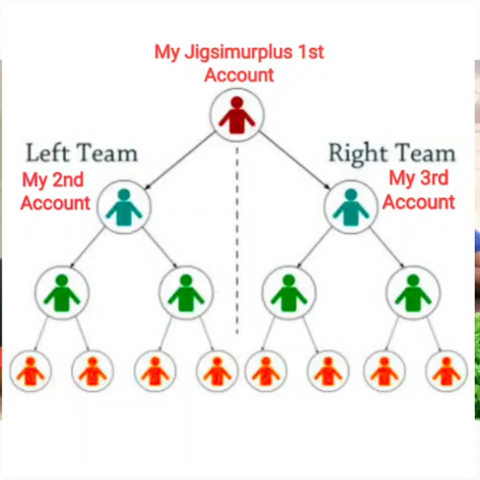 My Jigsimurplus 1st
Account
Left Team
Right Team
My 2nd
Account
My 3rd
Account